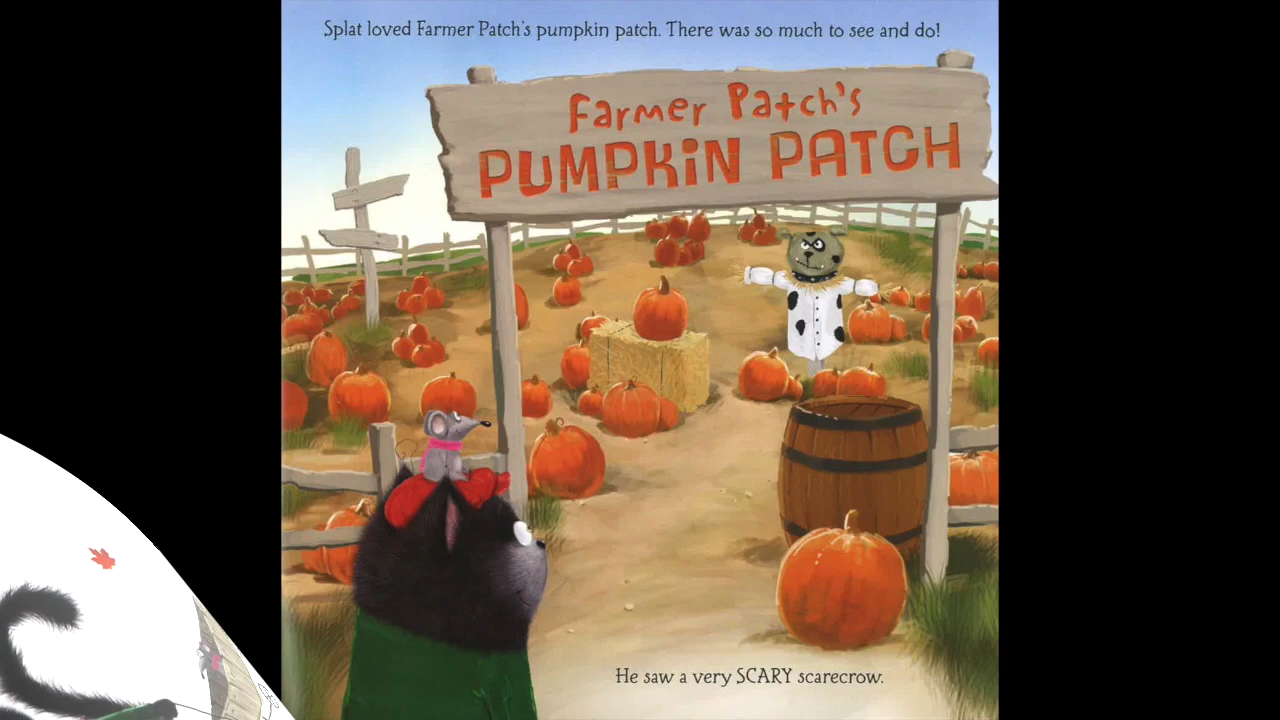 Splat loved Farmer Patch's pumpkin patch. There was so much to see and do!
Farmer Patch's
PUMPKiN PATCH
He saw a very SCARY scarecrow.